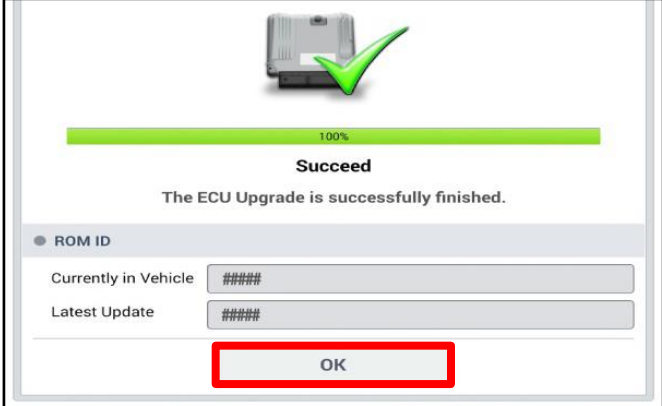 100%
Succeed
The ECU Upgrade is successfully finished.
ROM ID
Currently in Vehicle #####
Latest Update #####
OK